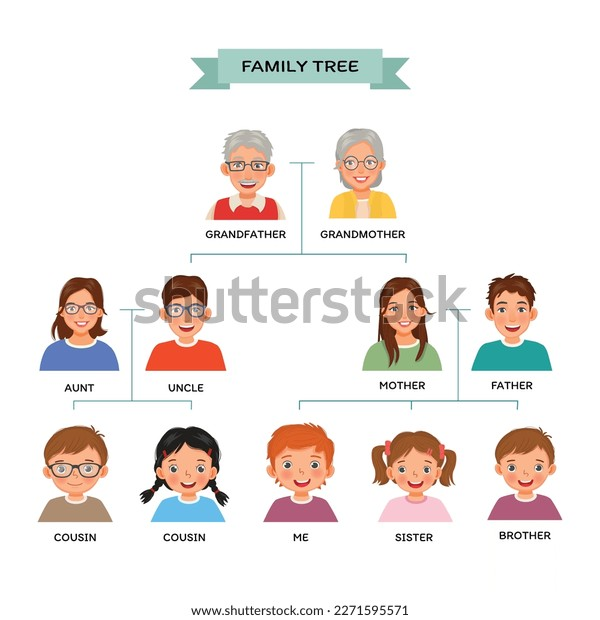 FAMILY TREE
GRANDFATHER GRANDMOTHER
shutterstock
AUNT UNCLE MOTHER FATHER
COUSIN COUSIN ME SISTER BROTHER
www.shutterstock.com · 2271595571